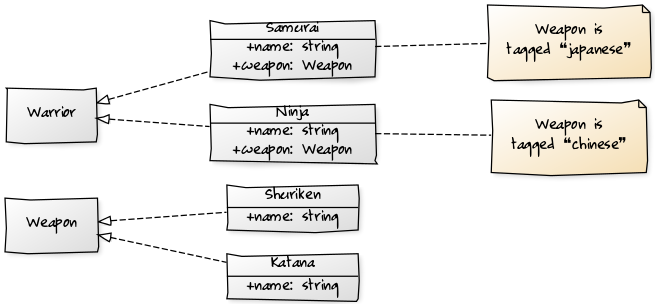 Samurai
+name: string
+weapon: Weapon
Weapon is
tagged “japanese”
Warrior
Ninja
+name: string
+weapon: Weapon
Weapon is
tagged “chinese”
Weapon
Shuriken
+name: string
Katana
+name: string